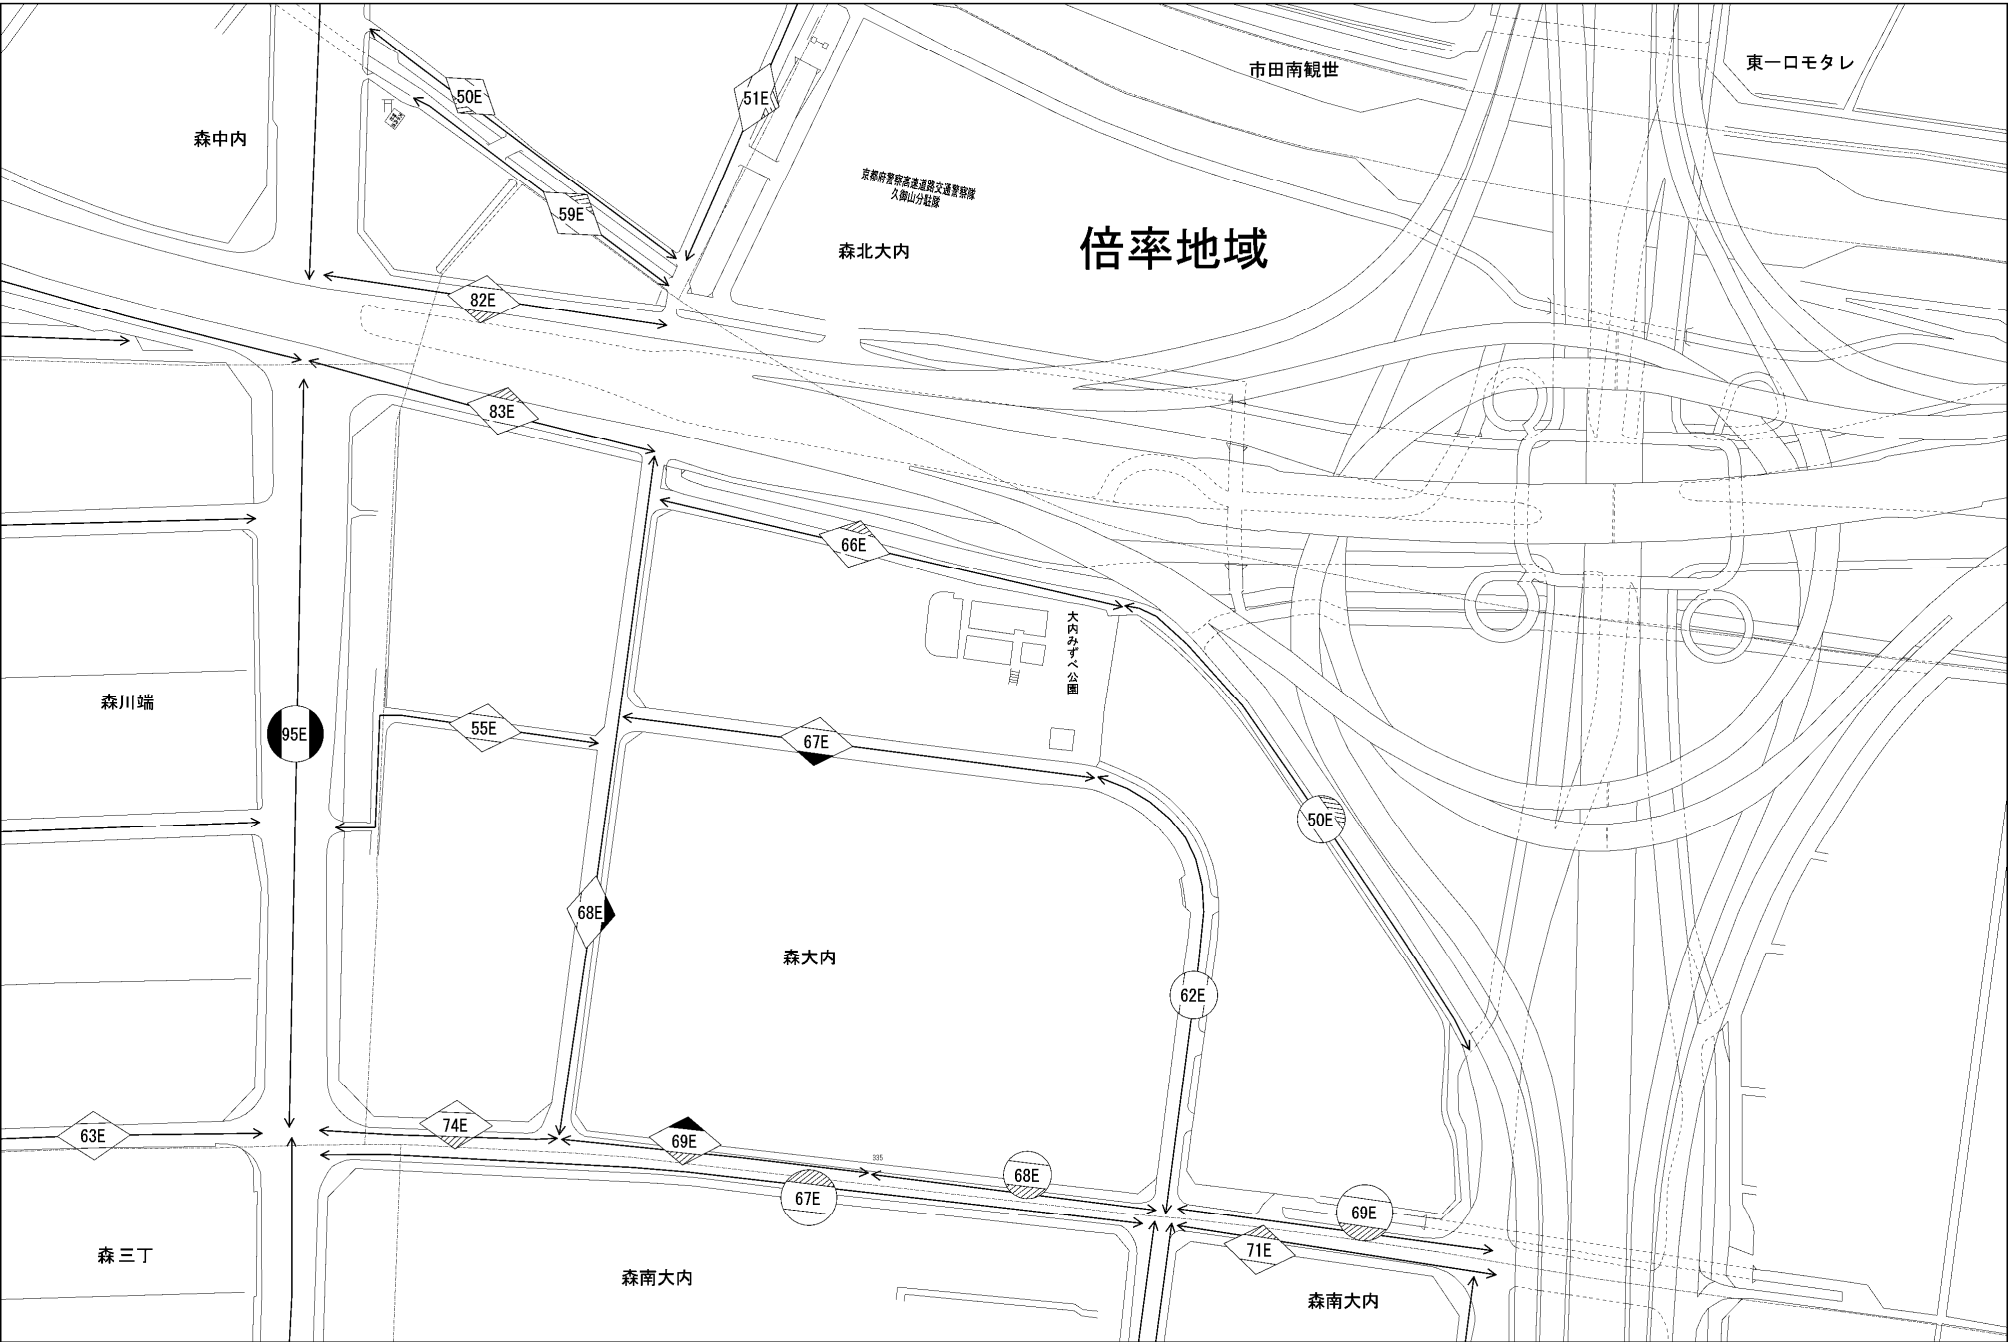 50E
51E
市田南観世
東一口モタレ
森中内
京都府警察高速道路交通警察隊
久御山分駐隊
59E
森北大内
倍率地域
82E
83E
66E
大内みずべ公園
森川端
95E
55E
67E
50E
68E
森大内
62E
63E
74E
69E
335
68E
67E
69E
71E
森三丁
森南大内
森南大内